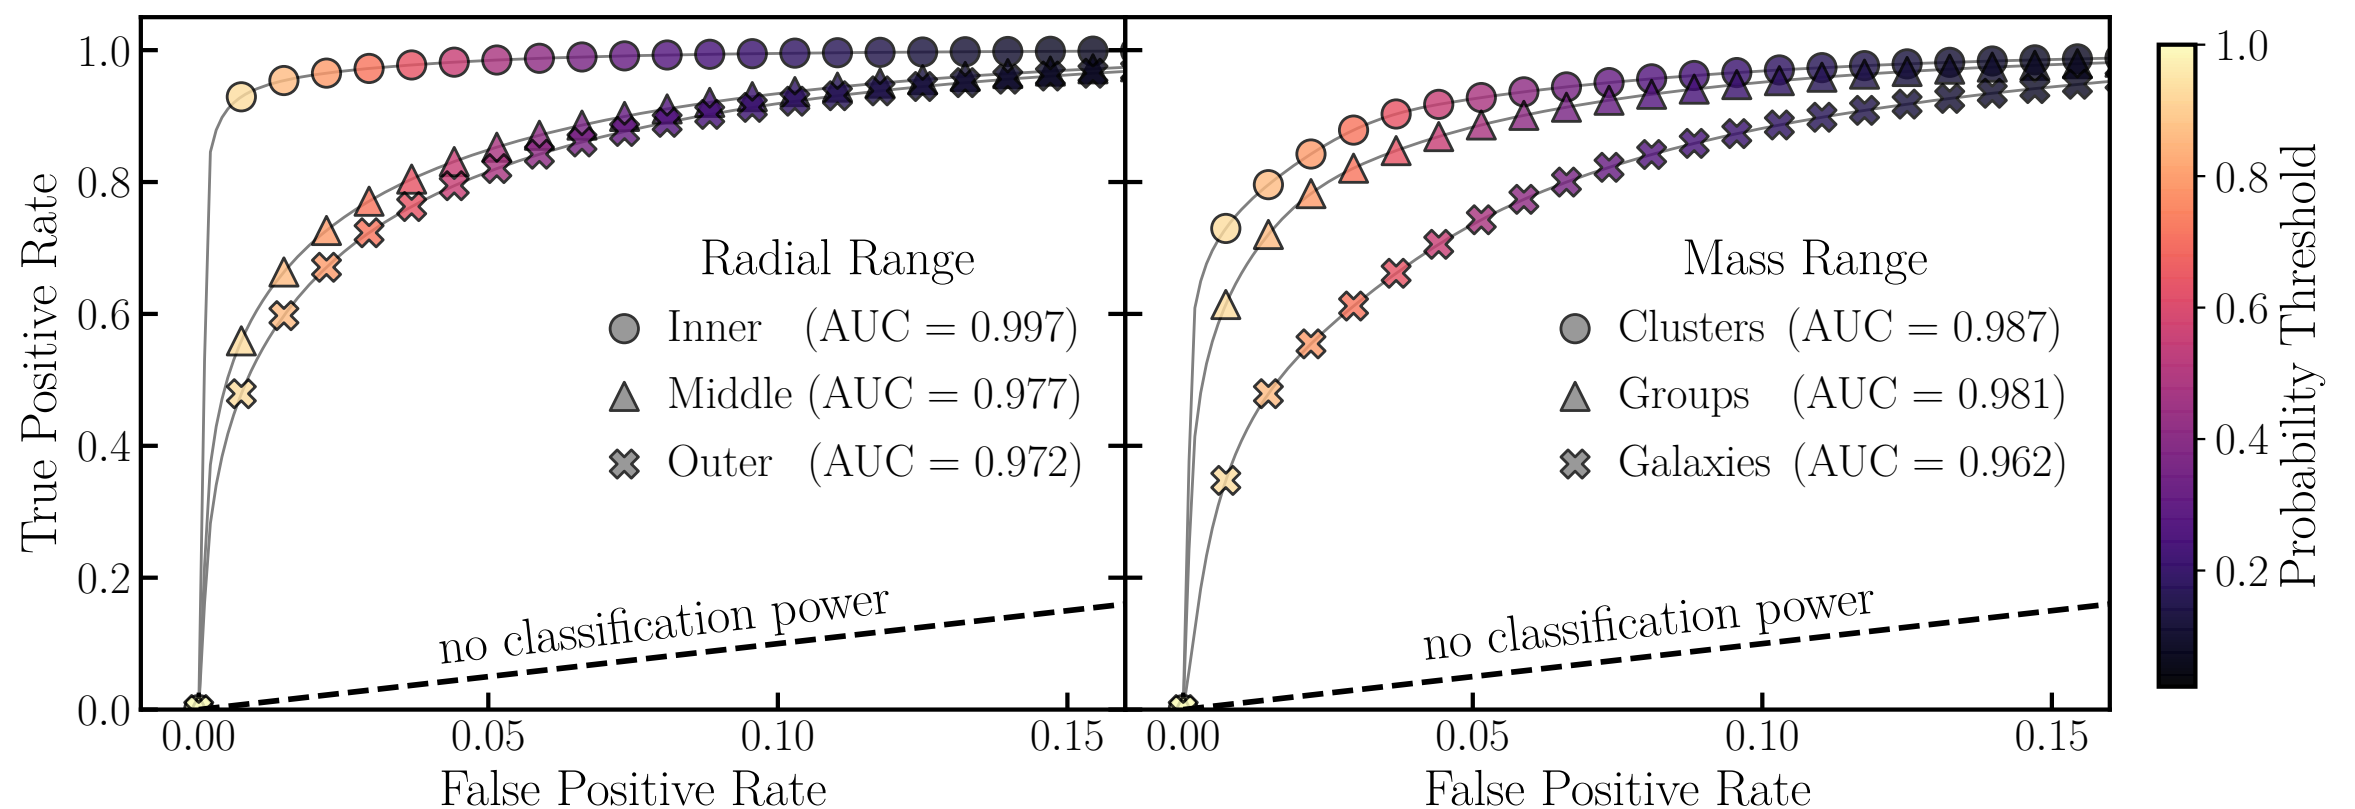 True Positive Rate
1.0
0.8
0.6
0.4
0.2
0.0
Radial Range
Inner (AUC = 0.997)
Middle (AUC = 0.977)
Outer (AUC = 0.972)
no classification power
0.00 0.05 0.10 0.15
False Positive Rate
Mass Range
Clusters (AUC = 0.987)
Groups (AUC = 0.981)
Galaxies (AUC = 0.962)
no classification power
0.00 0.05 0.10 0.15
False Positive Rate
1.0
0.8
0.6
0.4
0.2
Probability Threshold